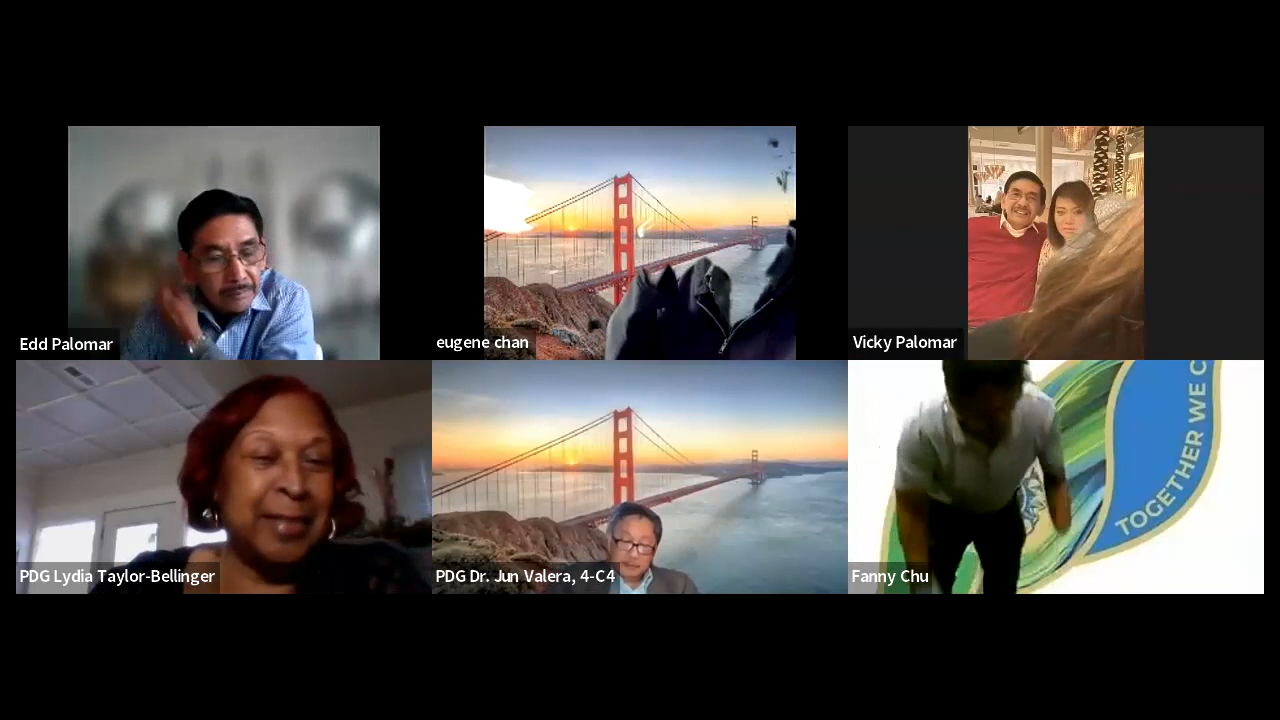 Edd Palomar
eugene chan
Vicky Palomar
PDG Lydia Taylor-Bellinger
PDG Dr. Jun Valera, 4-C4
Fanny Chu
TOGETHER WE C